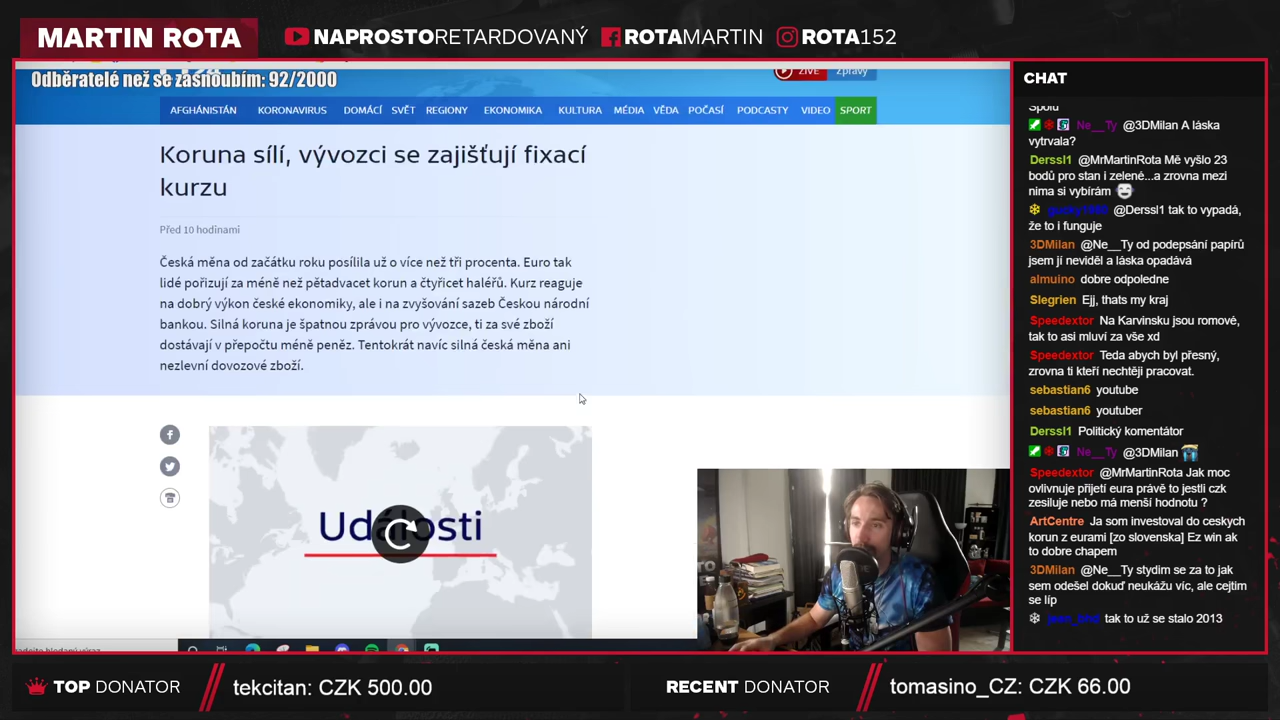 MARTIN ROTA
NAPROSTORETARDOVANÝ
ROTAMARTIN
ROTA152
Odběratelé než se zasnoubím: 92/2000
ŽIVĚ
Zprávy
AFGHÁNISTÁN KORONAVIRUS DOMÁCÍ SVĚT REGIONY EKONOMIKA KULTURA MÉDIA VĚDA POČASÍ PODCASTY VIDEO SPORT
Koruna sílí, vývozci se zajišťují fixací
kurzu
Před 10 hodinami
Česká měna od začátku roku posílila už o více než tři procenta. Euro tak
lidé pořizují za méně než pětadvacet korun a čtyřicet haléřů. Kurz reaguje
na dobrý výkon české ekonomiky, ale i na zvyšování sazeb Českou národní
bankou. Silná koruna je špatnou zprávou pro vývozce, ti za své zboží
dostávají v přepočtu méně peněz. Tentokrát navíc silná česká měna ani
nezlevní dovozové zboží.
Události
CHAT
Spolu
Ne__Ty @3DMilan A láska
vytrvala?
Derssl1 @MrMartinRota Mě vyšlo 23
bodů pro stan i zelené...a zrovna mezi
nima si vybírám
@Derssl1 tak to vypadá,
že to i funguje
3DMilan @Ne__Ty od podepsání papírů
jsem jí neviděl a láska opadává
almuino dobre odpoledne
Slegrien Ejj, thats my kraj
Speedextor Na Karvinsku jsou romové,
tak to asi mluví za vše xd
Speedextor Teda abych byl přesný,
zrovna ti kteří nechtěji pracovat.
sebastian6 youtube
sebastian6 youtuber
Derssl1 Politický komentátor
Ne__Ty @3DMilan
Speedextor @MrMartinRota Jak moc
ovlivnuje přijetí eura právě to jestli czk
zesiluje nebo má menší hodnotu ?
ArtCentre Ja som investoval do ceskych
korun z eurami [zo slovenska] Ez win ak
to dobre chapem
3DMilan @Ne__Ty stydim se za to jak
sem odešel dokuď neukážu víc, ale cejtim
se líp
tak to už se stalo 2013
TOP DONATOR
tekcitan: CZK 500.00
RECENT DONATOR
tomasino_CZ: CZK 66.00